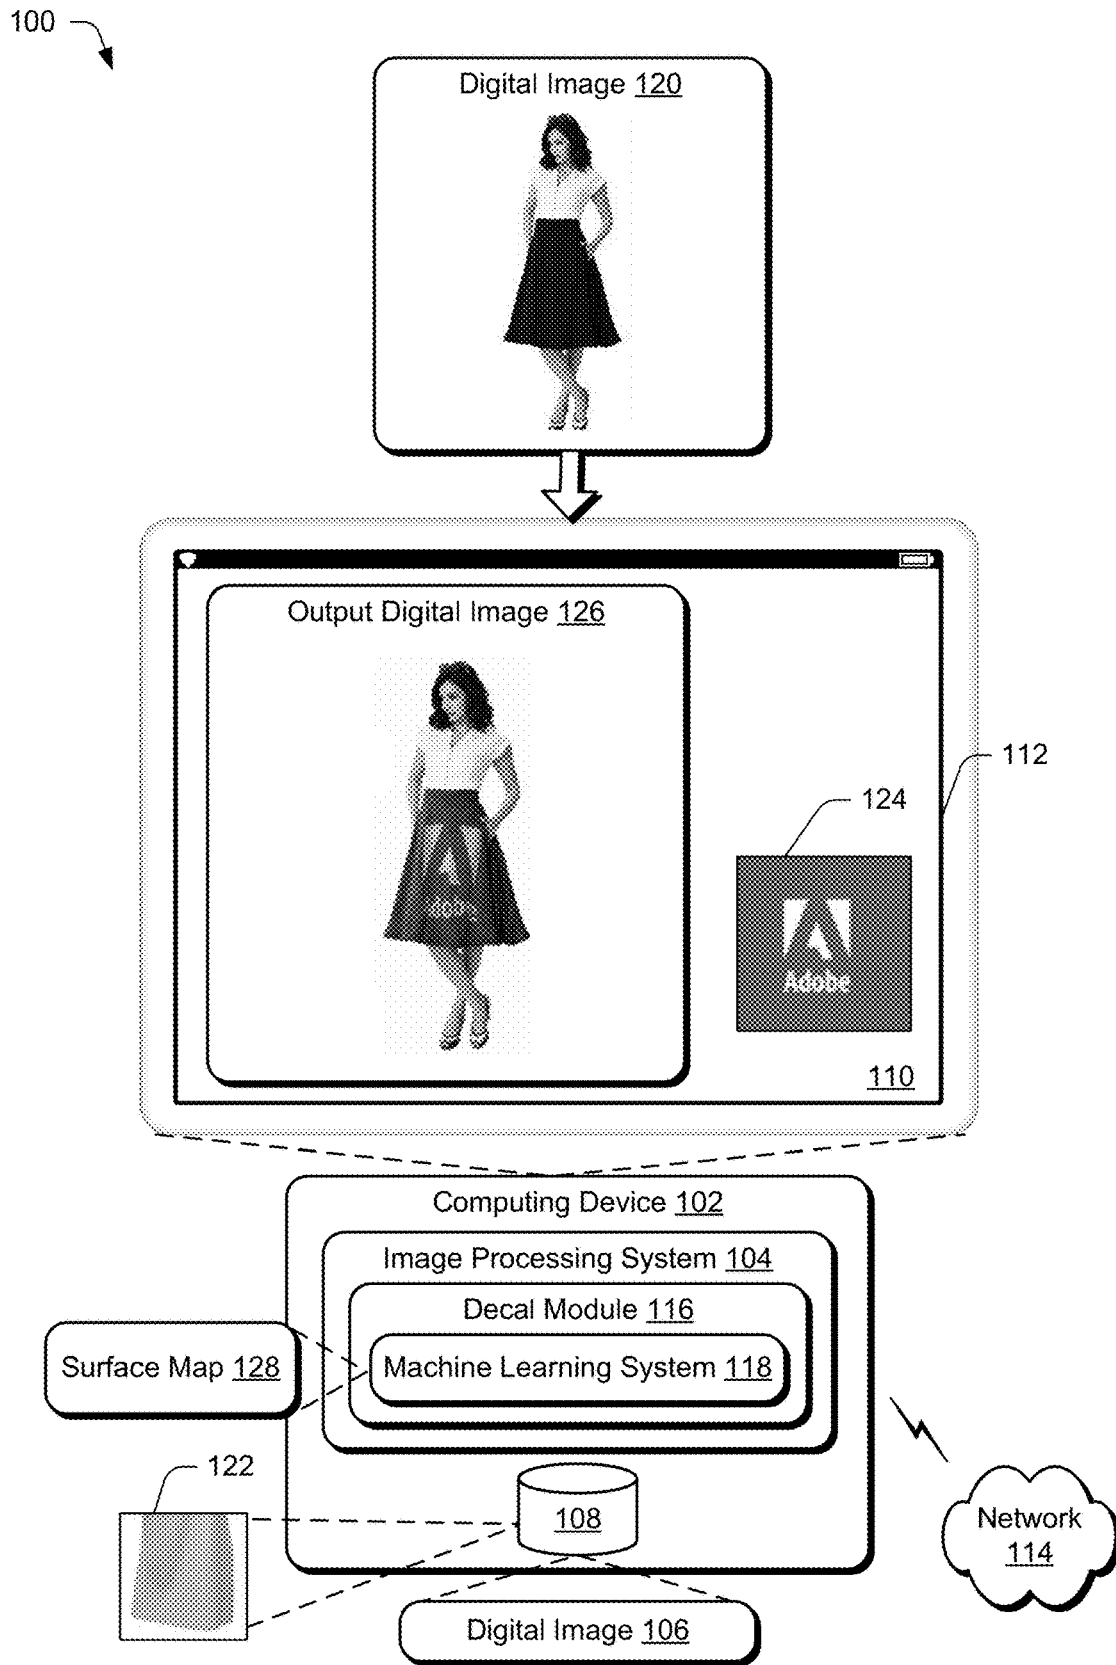 100
Digital Image 120
Output Digital Image 126
112
124
Adobe
Adobe
110
Computing Device 102
Image Processing System 104
Decal Module 116
Surface Map 128
Machine Learning System 118
122
108
Network
114
Digital Image 106